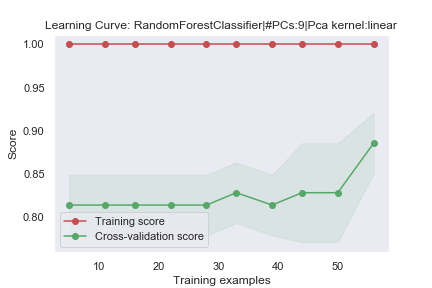 Learning Curve: RandomForestClassifier|#PCs:9|Pca kernel:linear
1.00
0.95
0.90
0.85
0.80
Score
Training score
Cross-validation score
10 20 30 40 50
Training examples